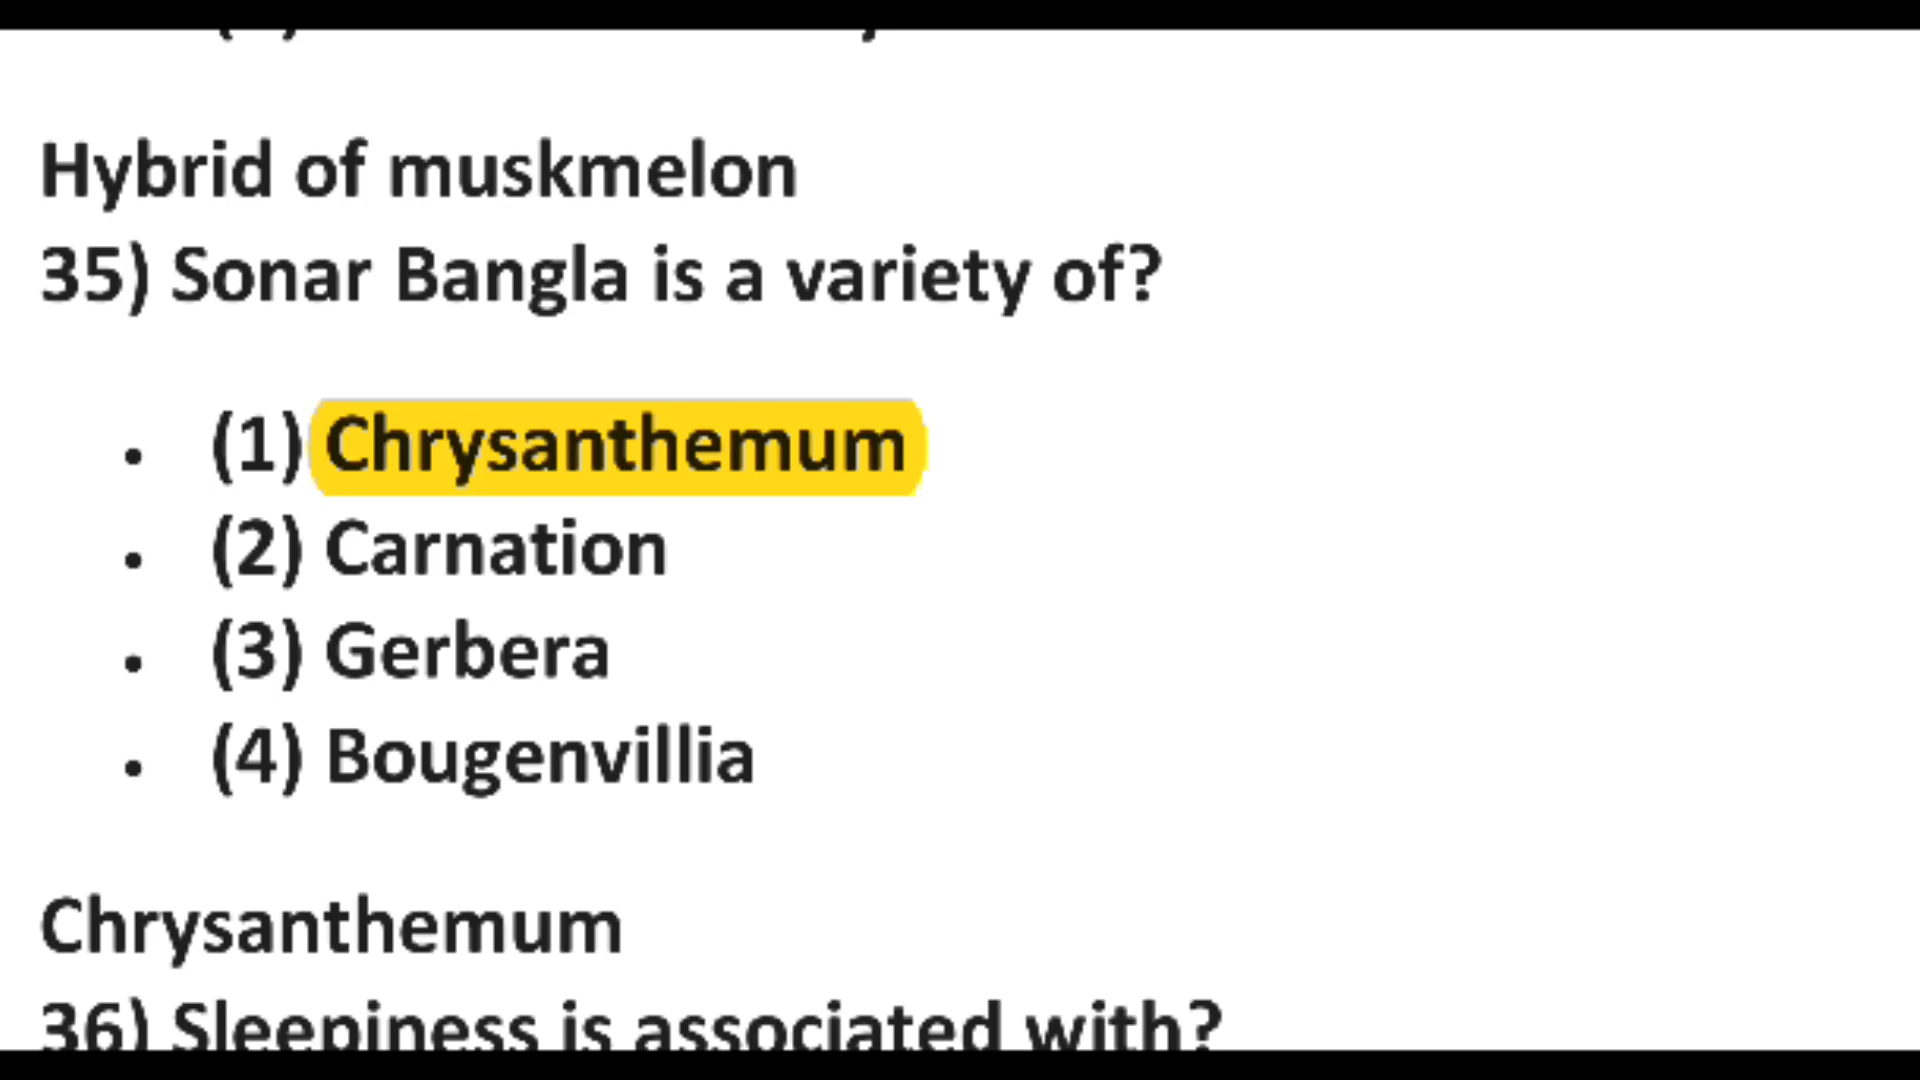 Hybrid of muskmelon
35) Sonar Bangla is a variety of?
• (1) Chrysanthemum
• (2) Carnation
• (3) Gerbera
• (4) Bougenvillia
Chrysanthemum
36) Sleepiness is associated with?